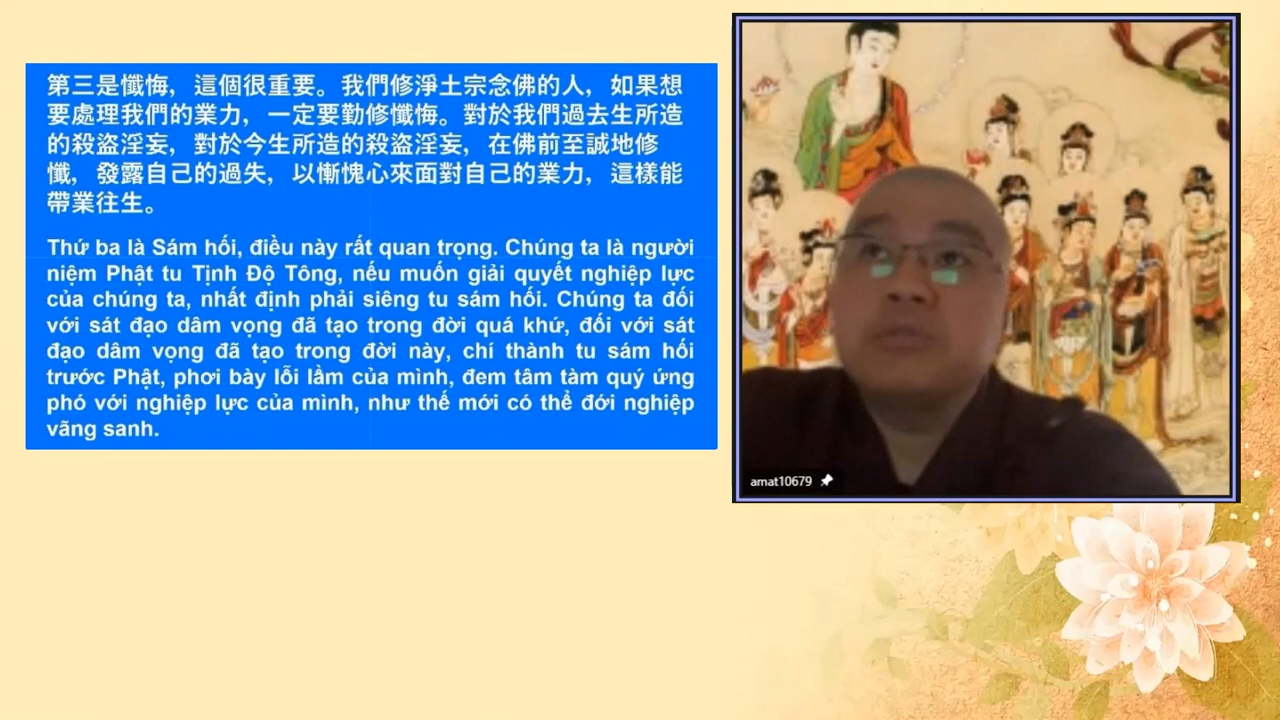 第三是懺悔，這個很重要。我們修淨土宗念佛的人，如果想
要處理我們的業力，一定要勤修懺悔。對於我們過去生所造
的殺盜淫妄，對於今生所造的殺盜淫妄，在佛前至誠地修
懺，發露自己的過失，以慚愧心來面對自己的業力，這樣能
帶業往生。
Thứ ba là Sám hối, điều này rất quan trọng. Chúng ta là người
niệm Phật tu Tịnh Độ Tông, nếu muốn giải quyết nghiệp lực
của chúng ta, nhất định phải siêng tu sám hối. Chúng ta đối
với sát đạo dâm vọng đã tạo trong đời quá khứ, đối với sát
đạo dâm vọng đã tạo trong đời này, chí thành tu sám hối
trước Phật, phơi bày lỗi lầm của mình, đem tâm tàm quý ứng
phó với nghiệp lực của mình, như thế mới có thể đới nghiệp
vãng sanh.
amat10679